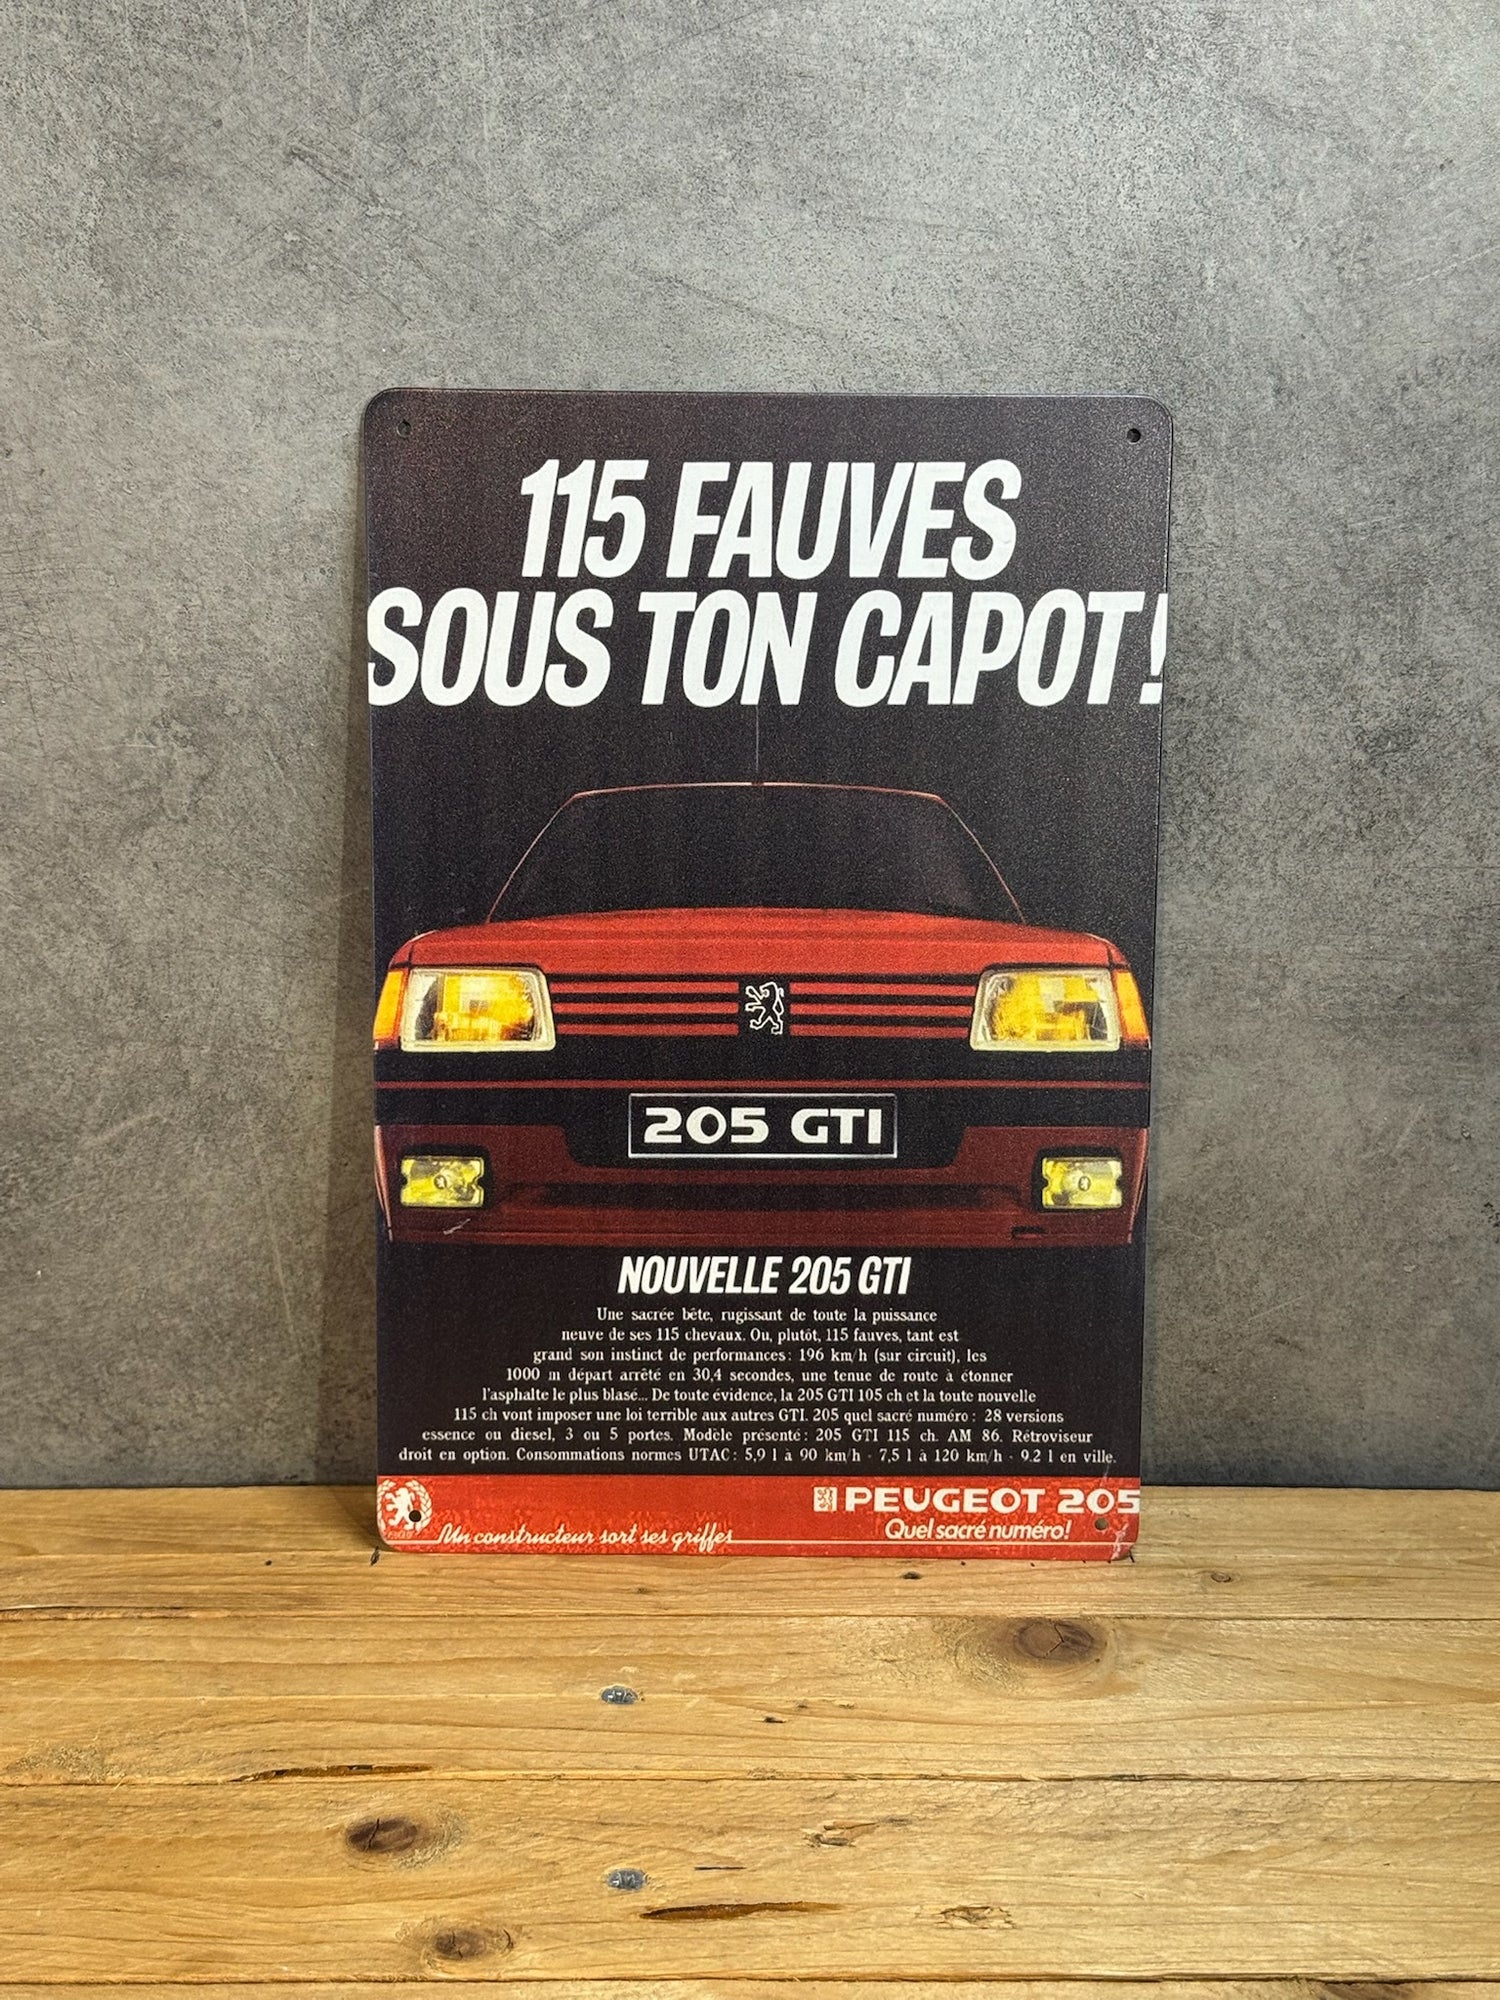 115 FAUVES
SOUS TON CAPOT!
205 GTI
NOUVELLE 205 GTI
Une sacrée bête, rugissant de toute la puissance
neuve de ses 115 chevaux. Ou, plutôt, 115 fauves, tant est
grand son instinct de performances: 196 km/h (sur circuit), les
1000 m départ arrêté en 30,4 secondes, une tenue de route à étonner
l'asphalte le plus blasé... De toute évidence, la 205 GTI 105 ch et la toute nouvelle
115 ch vont imposer une loi terrible aux autres GTI. 205 quel sacré numéro: 28 versions
essence ou diesel, 3 ou 5 portes. Modèle présenté: 205 GTI 115 ch. AM 86. Rétroviseur
droit en option. Consommations normes UTAC: 5,9 l à 90 km/h - 7,5 l à 120 km/h - 9.2 l en ville.
PEUGEOT 205
Un constructeur sort ses griffes
Quel sacré numéro!